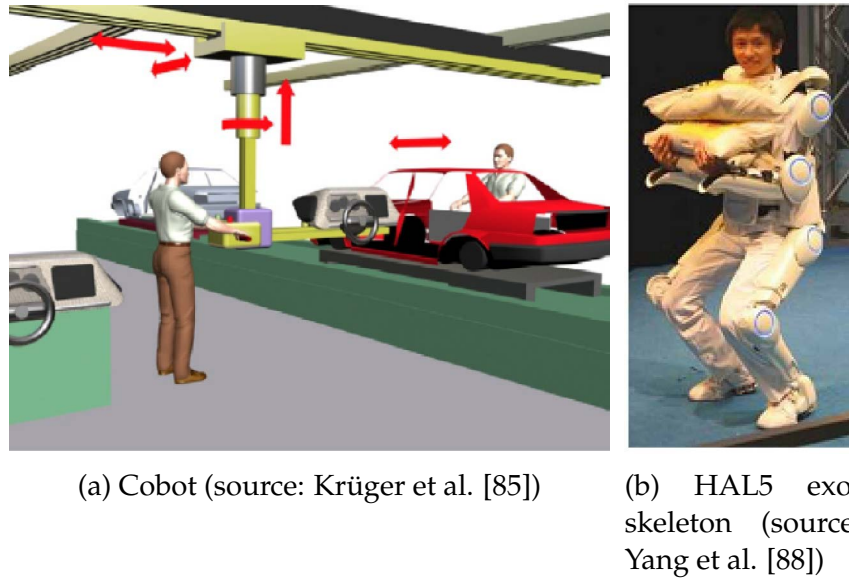 (a) Cobot (source: Krüger et al. [85])
(b) HAL5 exo
skeleton (source
Yang et al. [88])